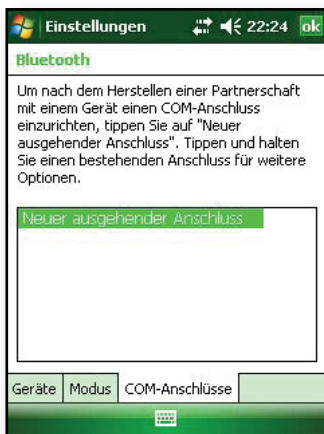 Einstellungen 22:24 ok
Bluetooth
Um nach dem Herstellen einer Partnerschaft
mit einem Gerät einen COM-Anschluss
einzurichten, tippen Sie auf "Neuer
ausgehender Anschluss". Tippen und halten
Sie einen bestehenden Anschluss für weitere
Optionen.
Neuer ausgehender Anschluss
Geräte Modus COM-Anschlüsse